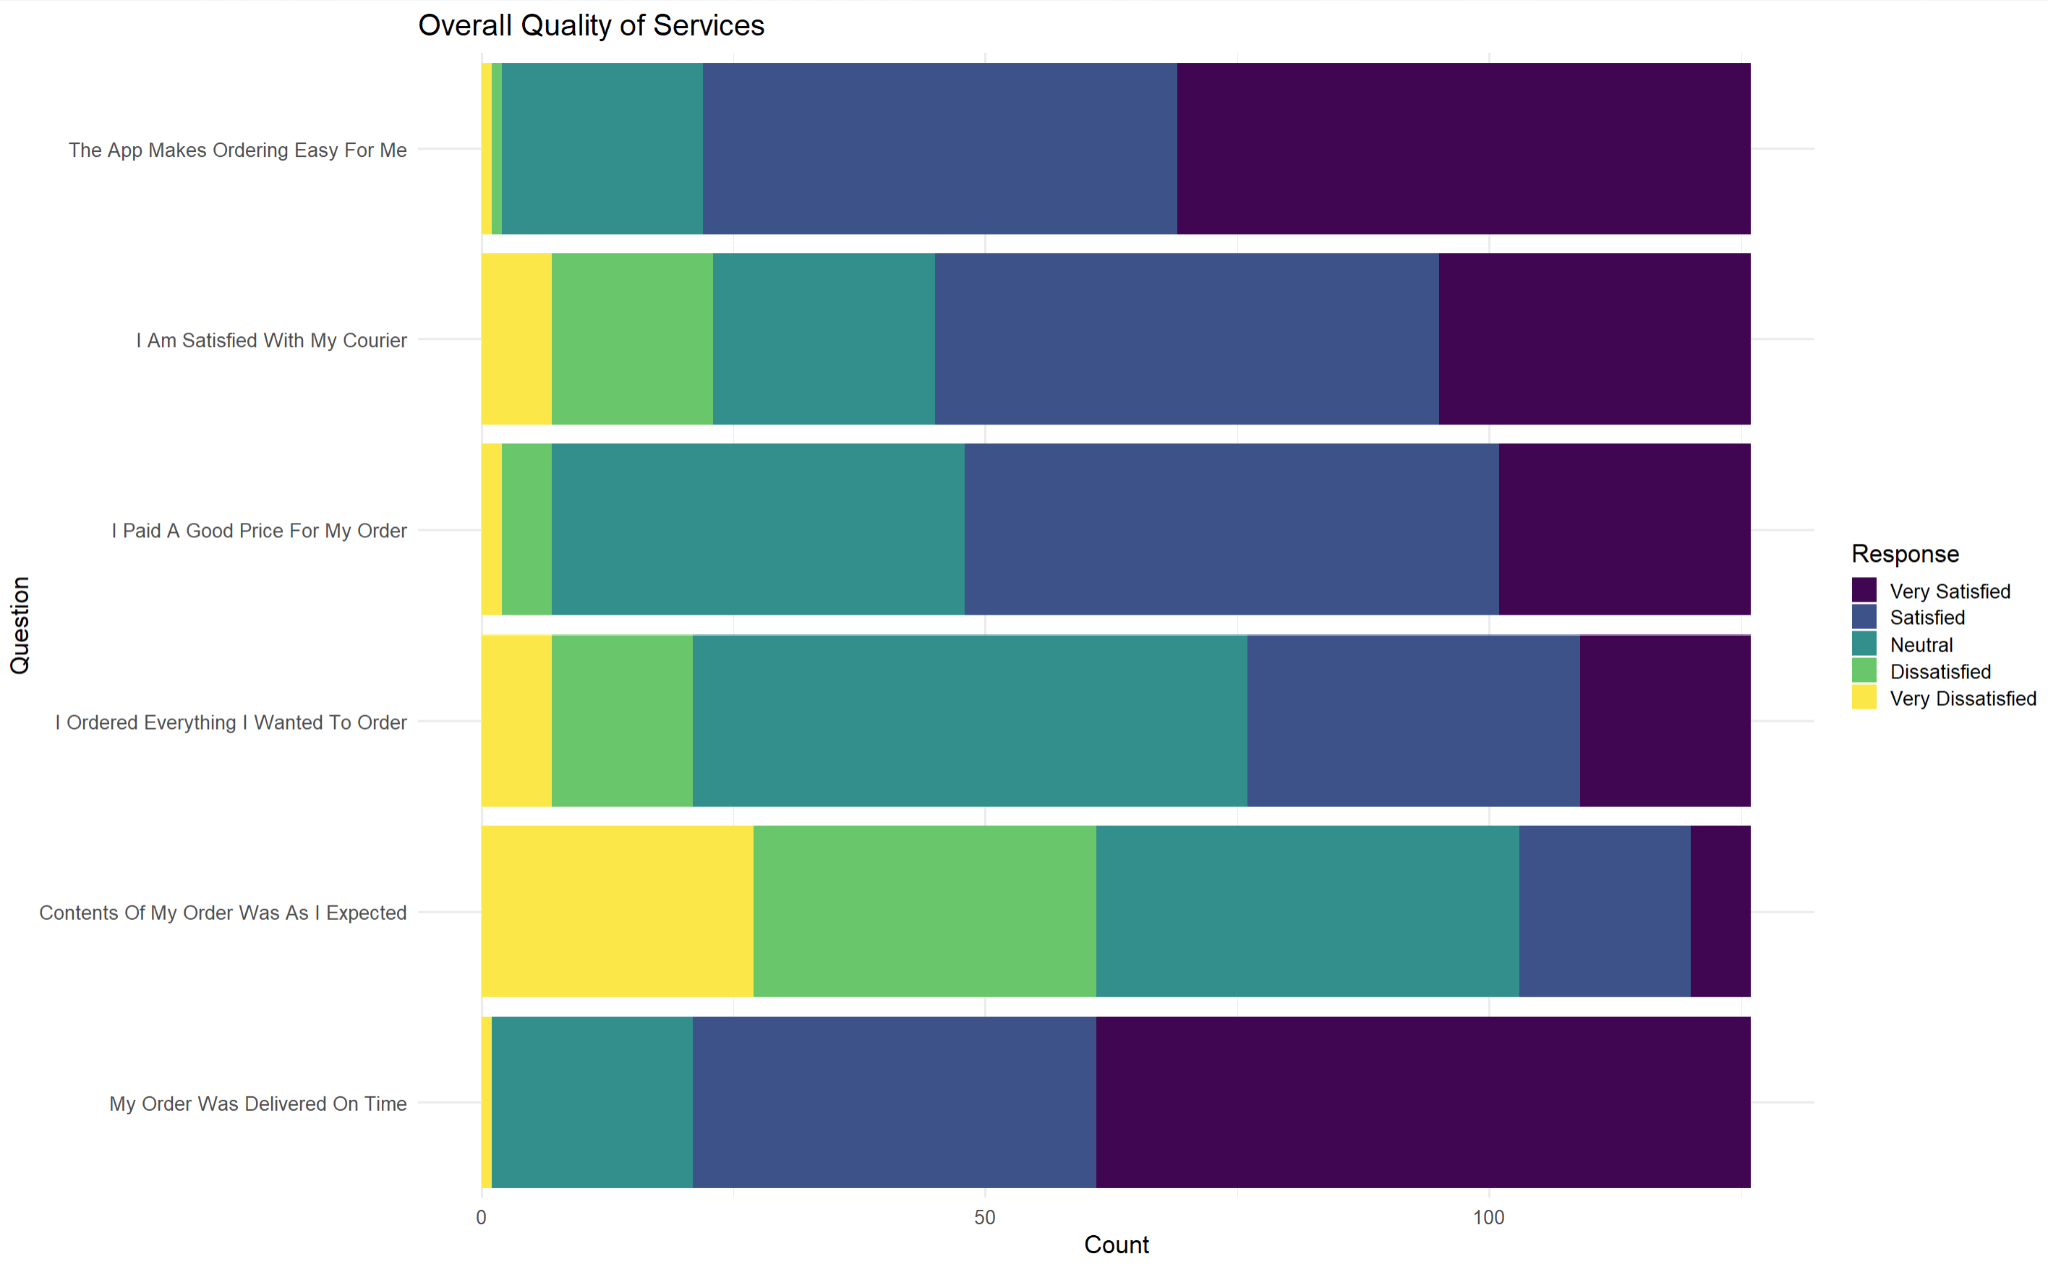 Overall Quality of Services
The App Makes Ordering Easy For Me
I Am Satisfied With My Courier
I Paid A Good Price For My Order
I Ordered Everything I Wanted To Order
Contents Of My Order Was As I Expected
My Order Was Delivered On Time
Question
0
50
100
Count
Response
Very Satisfied
Satisfied
Neutral
Dissatisfied
Very Dissatisfied